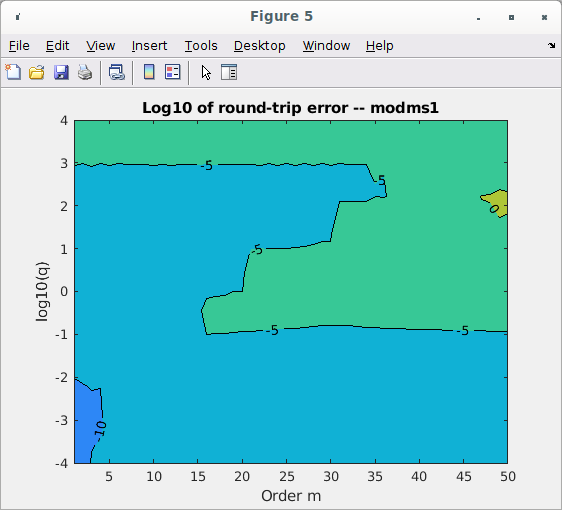 Figure 5
File Edit View Insert Tools Desktop Window Help
Log10 of round-trip error -- modms1
4
3
2
1
0
-1
-2
-3
-4
log10(q)
-5
5
0
-5
-5
-5
-10
5 10 15 20 25 30 35 40 45 50
Order m